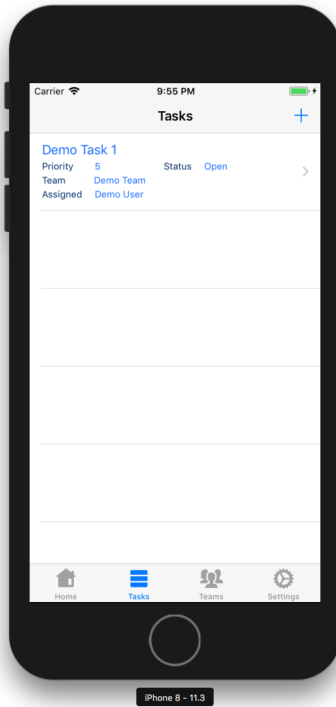 Carrier 9:55 PM
Tasks +
Demo Task 1
Priority 5 Status Open
Team Demo Team
Assigned Demo User
Home Tasks Teams Settings
iPhone 8 - 11.3